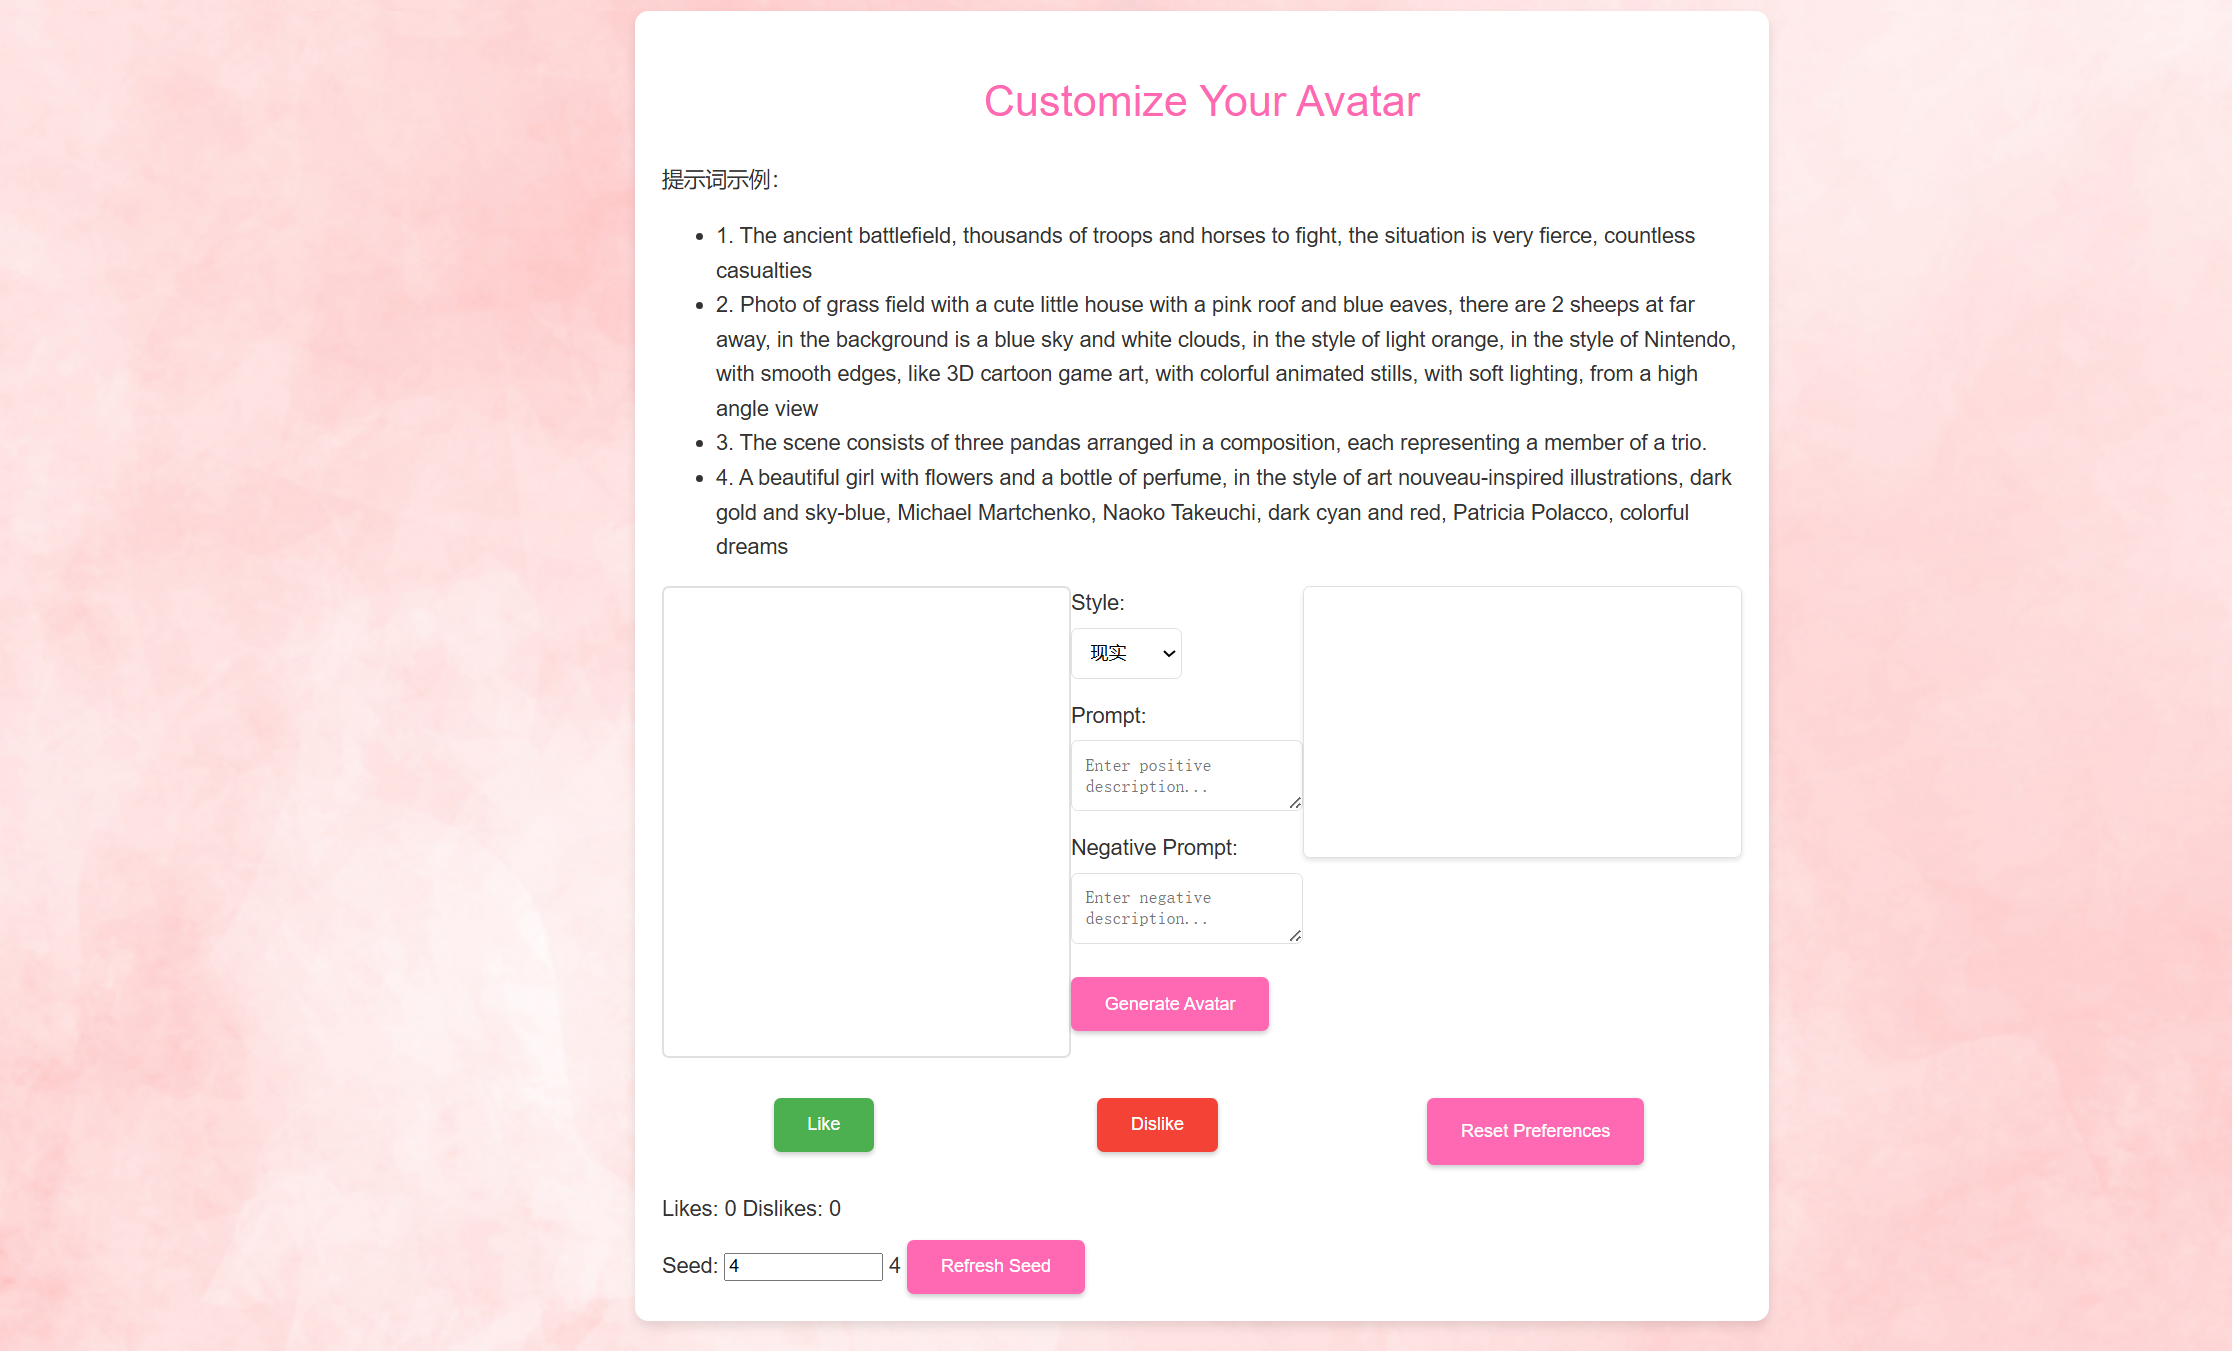 Customize Your Avatar
提示词示例：
1. The ancient battlefield, thousands of troops and horses to fight, the situation is very fierce, countless
casualties
2. Photo of grass field with a cute little house with a pink roof and blue eaves, there are 2 sheeps at far
away, in the background is a blue sky and white clouds, in the style of light orange, in the style of Nintendo,
with smooth edges, like 3D cartoon game art, with colorful animated stills, with soft lighting, from a high
angle view
3. The scene consists of three pandas arranged in a composition, each representing a member of a trio.
4. A beautiful girl with flowers and a bottle of perfume, in the style of art nouveau-inspired illustrations, dark
gold and sky-blue, Michael Martchenko, Naoko Takeuchi, dark cyan and red, Patricia Polacco, colorful
dreams
Style:
现实
Prompt:
Enter positive
description...
Negative Prompt:
Enter negative
description...
Generate Avatar
Like Dislike Reset Preferences
Likes: 0 Dislikes: 0
Seed: 4 4 Refresh Seed